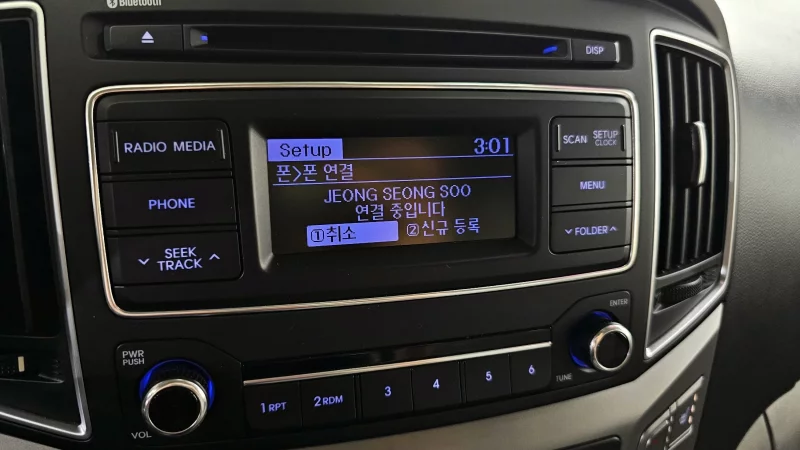 Bluetooth
DISP
RADIO MEDIA
PHONE
SEEK
TRACK
Setup 3:01
폰>폰 연결
JEONG SEONG SOO
연결 중입니다
①취소 ②신규 등록
SCAN SETUP
CLOCK
MENU
FOLDER
PWR
PUSH
VOL
1 RPT
2 RDM
3
4
5
6
ENTER
TUNE